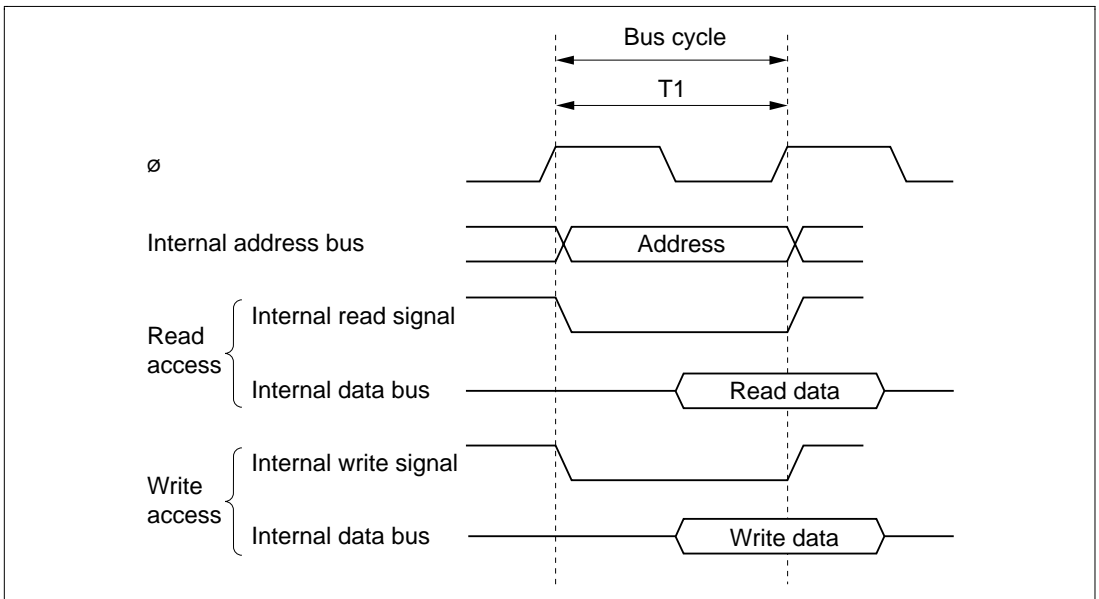 Bus cycle
T1
ø
Internal address bus
Address
Read
access
Internal read signal
Internal data bus
Read data
Write
access
Internal write signal
Internal data bus
Write data